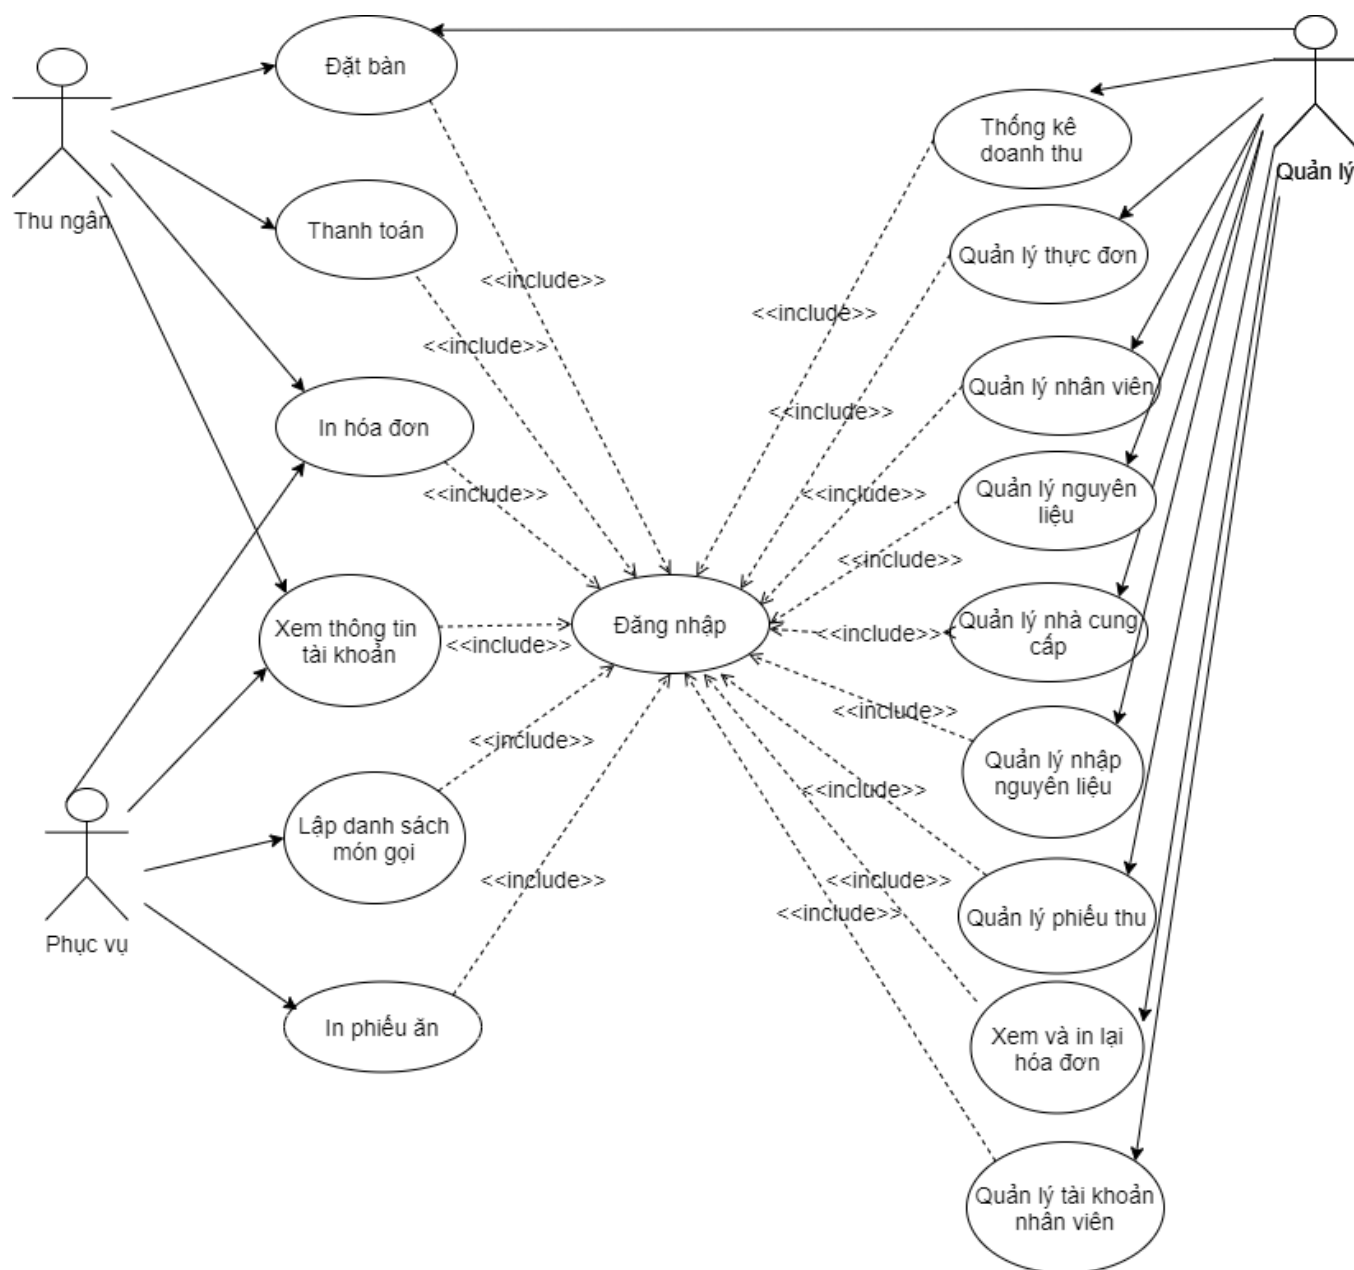 Đặt bàn
Thống kê
doanh thu
Quản lý
Thu ngân
Thanh toán
Quản lý thực đơn
<<include>>
<<include>>
<<include>>
Quản lý nhân viên
<<include>>
In hóa đơn
<<include>>
<<include>>
Quản lý nguyên
liệu
<<include>>
Xem thông tin
tài khoản
<<include>>
Đăng nhập
<<include>>
Quản lý nhà cung
cấp
<<include>>
<<include>>
Quản lý nhập
nguyên liệu
<<include>>
Lập danh sách
món gọi
<<include>>
<<include>>
<<include>>
Quản lý phiếu thu
Phục vụ
In phiếu ăn
Xem và in lại
hóa đơn
Quản lý tài khoản
nhân viên